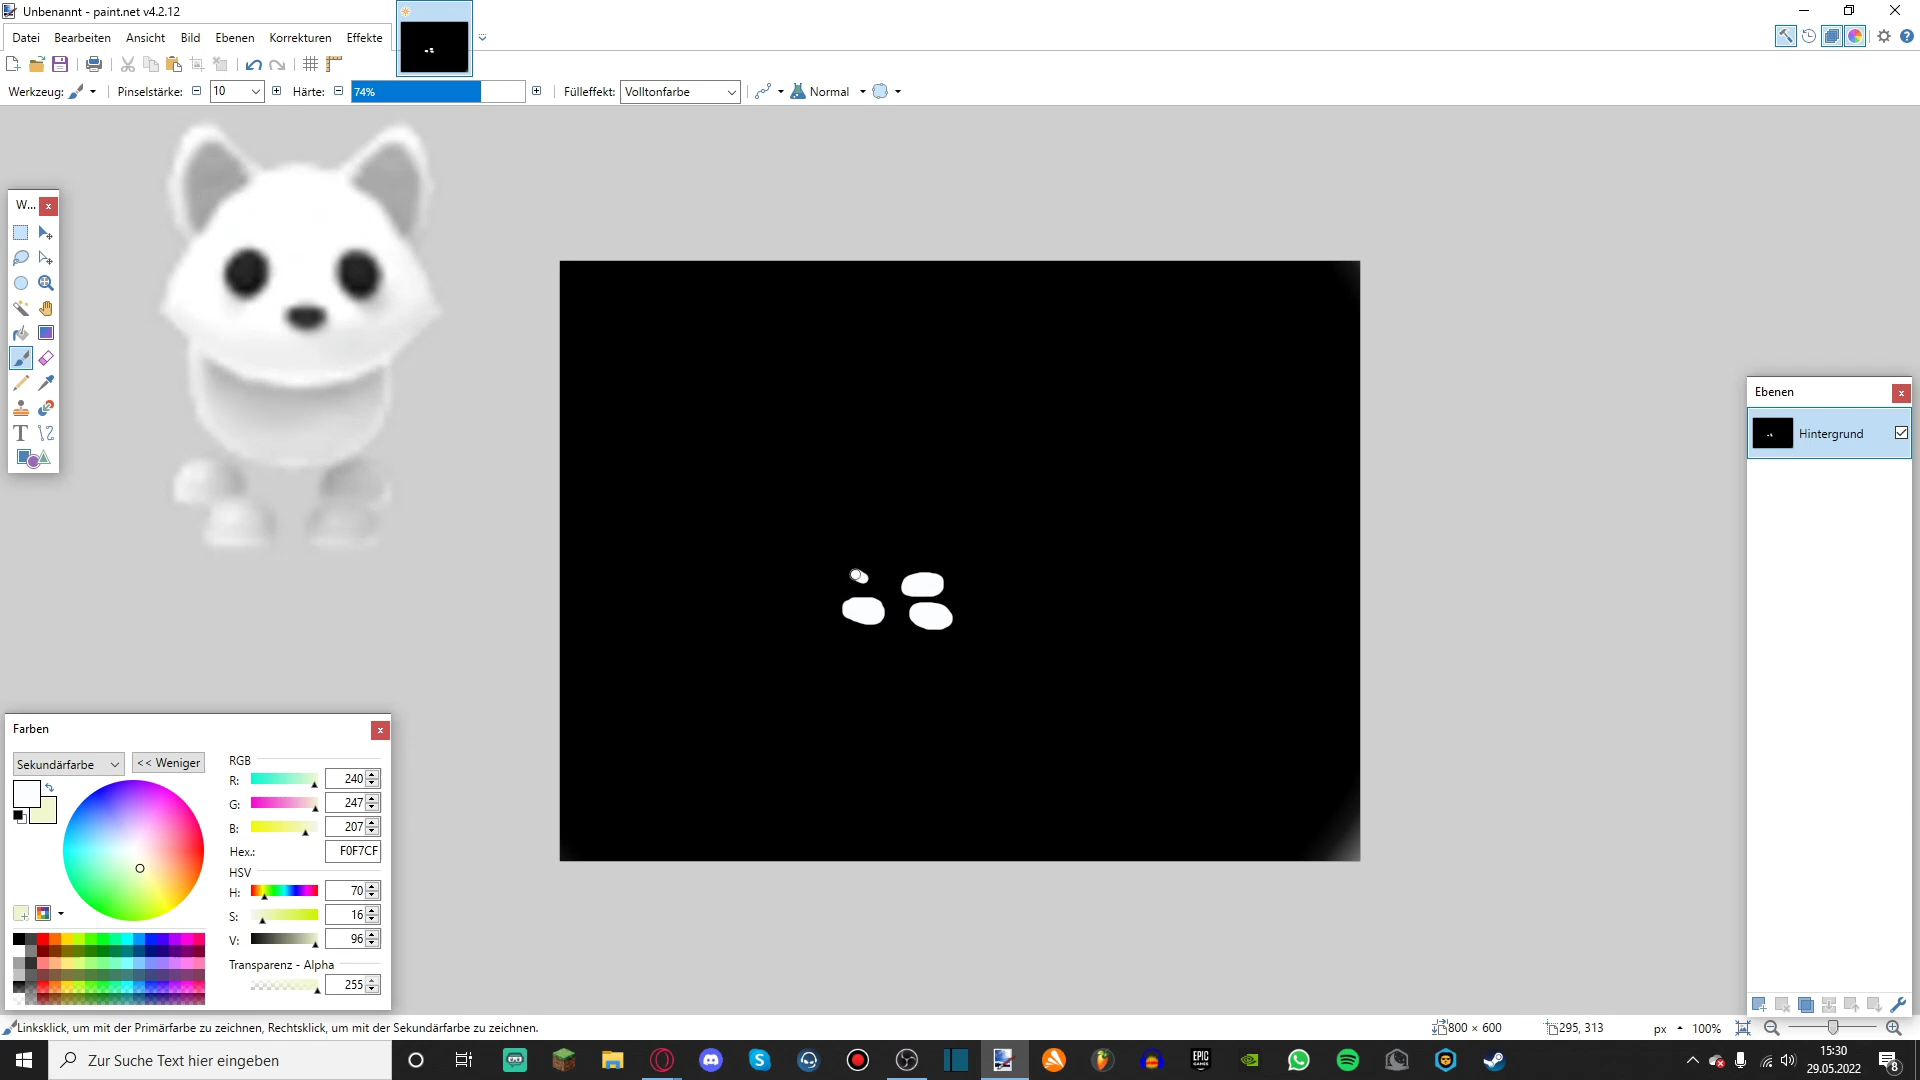 Unbenannt - paint.net v4.2.12
Datei Bearbeiten Ansicht Bild Ebenen Korrekturen Effekte
Werkzeug: Pinselstärke: 10 Härte: 74% Fülleffekt: Volltonfarbe Normal
W...
Ebenen
Hintergrund
Farben
Sekundärfarbe << Weniger
RGB
R: 240
G: 247
B: 207
Hex.: F0F7CF
HSV
H: 70
S: 16
V: 96
Transparenz - Alpha
255
Linksklick, um mit der Primärfarbe zu zeichnen, Rechtsklick, um mit der Sekundärfarbe zu zeichnen. 800 x 600 295, 313 px 100%
Zur Suche Text hier eingeben
EPIC GAMES
15:30
29.05.2022
8